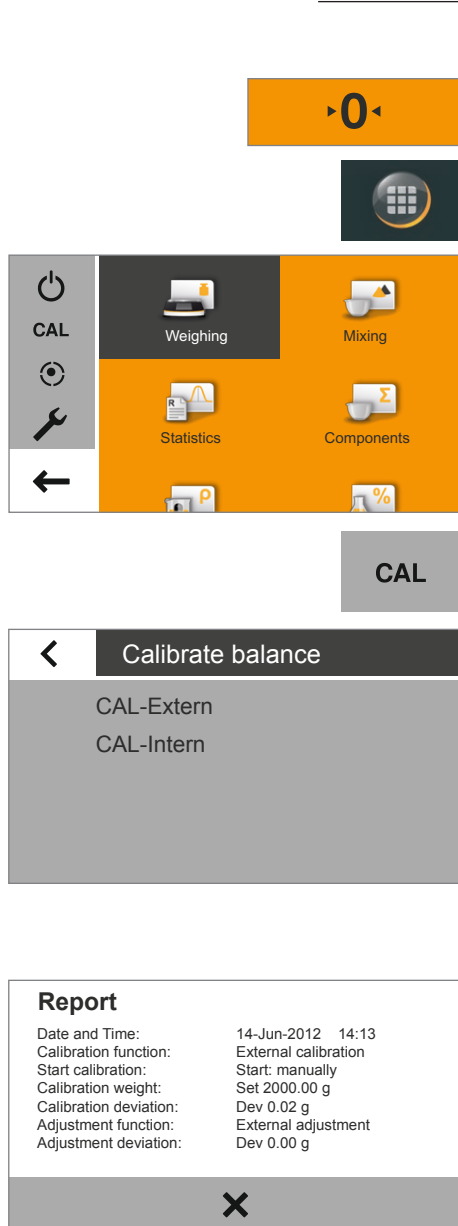 0
CAL
Weighing
Mixing
R
Σ
Statistics
Components
ρ
%
CAL
Calibrate balance
CAL-Extern
CAL-Intern
Report
Date and Time: 14-Jun-2012 14:13
Calibration function: External calibration
Start calibration: Start: manually
Calibration weight: Set 2000.00 g
Calibration deviation: Dev 0.02 g
Adjustment function: External adjustment
Adjustment deviation: Dev 0.00 g